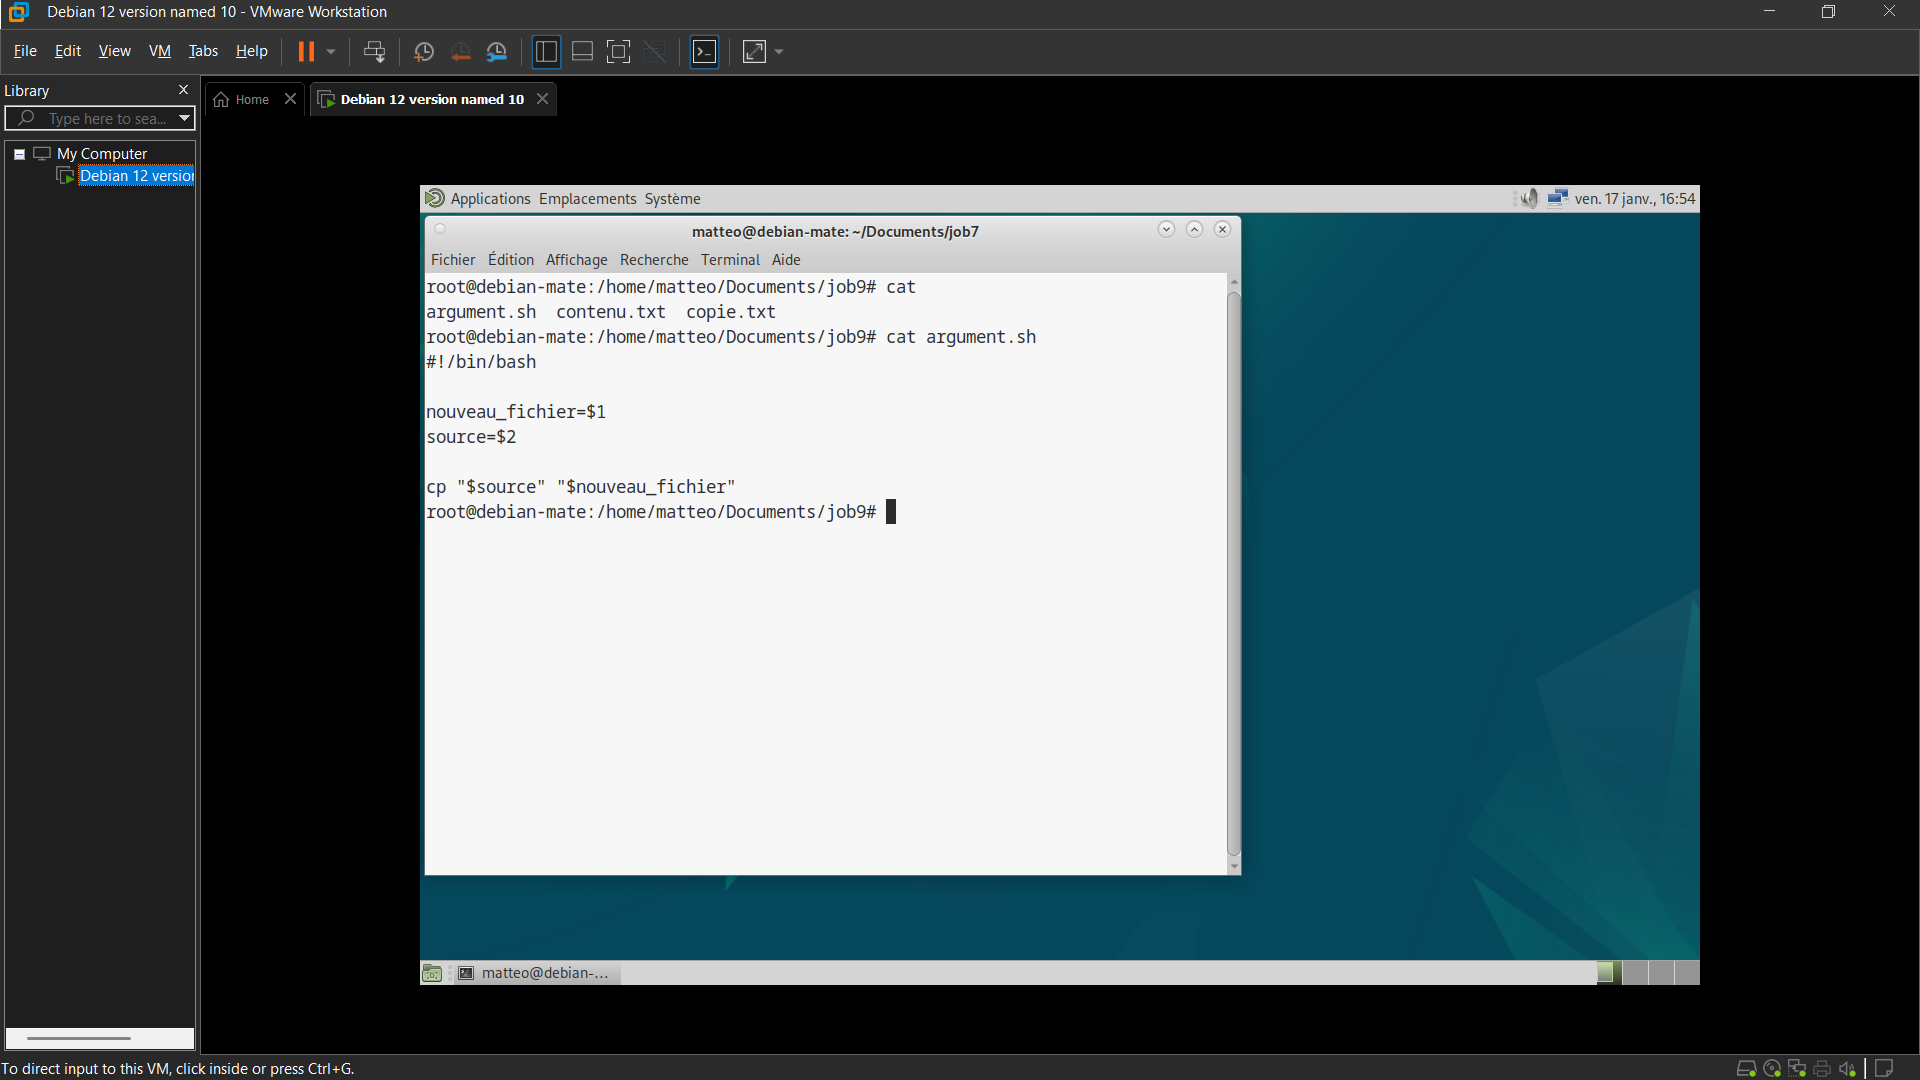 Debian 12 version named 10 - VMware Workstation
File Edit View VM Tabs Help
Library
Type here to sea...
My Computer
Debian 12 version
Home
Debian 12 version named 10
Applications Emplacements Système
ven. 17 janv., 16:54
matteo@debian-mate: ~/Documents/job7
Fichier Édition Affichage Recherche Terminal Aide
root@debian-mate:/home/matteo/Documents/job9# cat
argument.sh  contenu.txt  copie.txt
root@debian-mate:/home/matteo/Documents/job9# cat argument.sh
#!/bin/bash
nouveau_fichier=$1
source=$2
cp "$source" "$nouveau_fichier"
root@debian-mate:/home/matteo/Documents/job9#
matteo@debian-...
To direct input to this VM, click inside or press Ctrl+G.